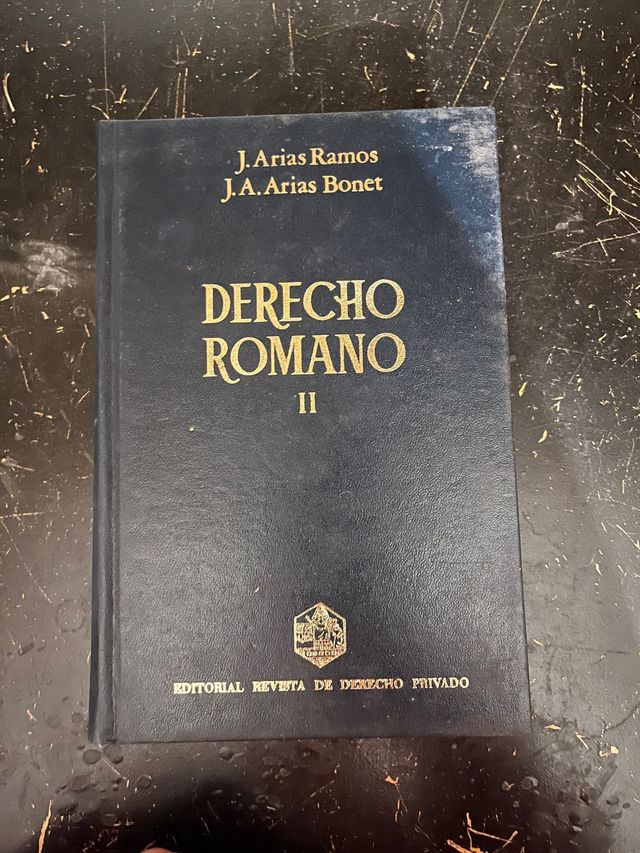 J. Arias Ramos
J. A. Arias Bonet
DERECHO
ROMANO
II
EDITORIAL REVISTA DE DERECHO PRIVADO